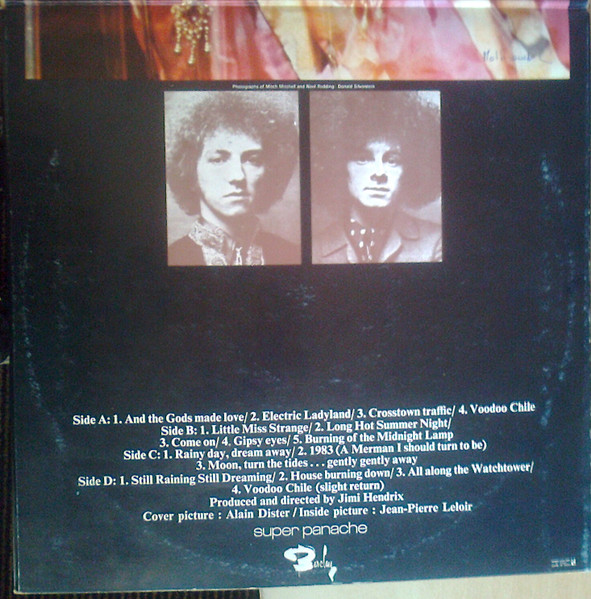 Photographs of Mitch Mitchell and Noel Redding: Donald Silverstein
Side A: 1. And the Gods made love/ 2. Electric Ladyland/ 3. Crosstown traffic/ 4. Voodoo Chile
Side B: 1. Little Miss Strange/ 2. Long Hot Summer Night/
3. Come on/ 4. Gipsy eyes/ 5. Burning of the Midnight Lamp
Side C: 1. Rainy day, dream away/ 2. 1983 (A Merman I should turn to be)
3. Moon, turn the tides . . . gently gently away
Side D: 1. Still Raining Still Dreaming/ 2. House burning down/ 3. All along the Watchtower/
4. Voodoo Chile (slight return)
Produced and directed by Jimi Hendrix
Cover picture : Alain Dister / Inside picture : Jean-Pierre Leloir
super panache
Barclay